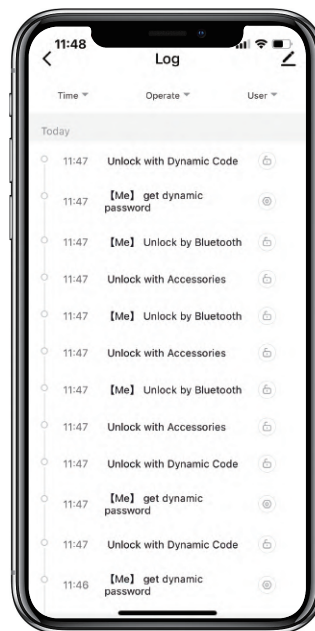 11:48
Log
Time Operate User
Today
11:47 Unlock with Dynamic Code
11:47 【Me】 get dynamic
password
11:47 【Me】 Unlock by Bluetooth
11:47 Unlock with Accessories
11:47 【Me】 Unlock by Bluetooth
11:47 Unlock with Accessories
11:47 【Me】 Unlock by Bluetooth
11:47 Unlock with Accessories
11:47 Unlock with Dynamic Code
11:47 【Me】 get dynamic
password
11:47 Unlock with Dynamic Code
11:46 【Me】 get dynamic
password